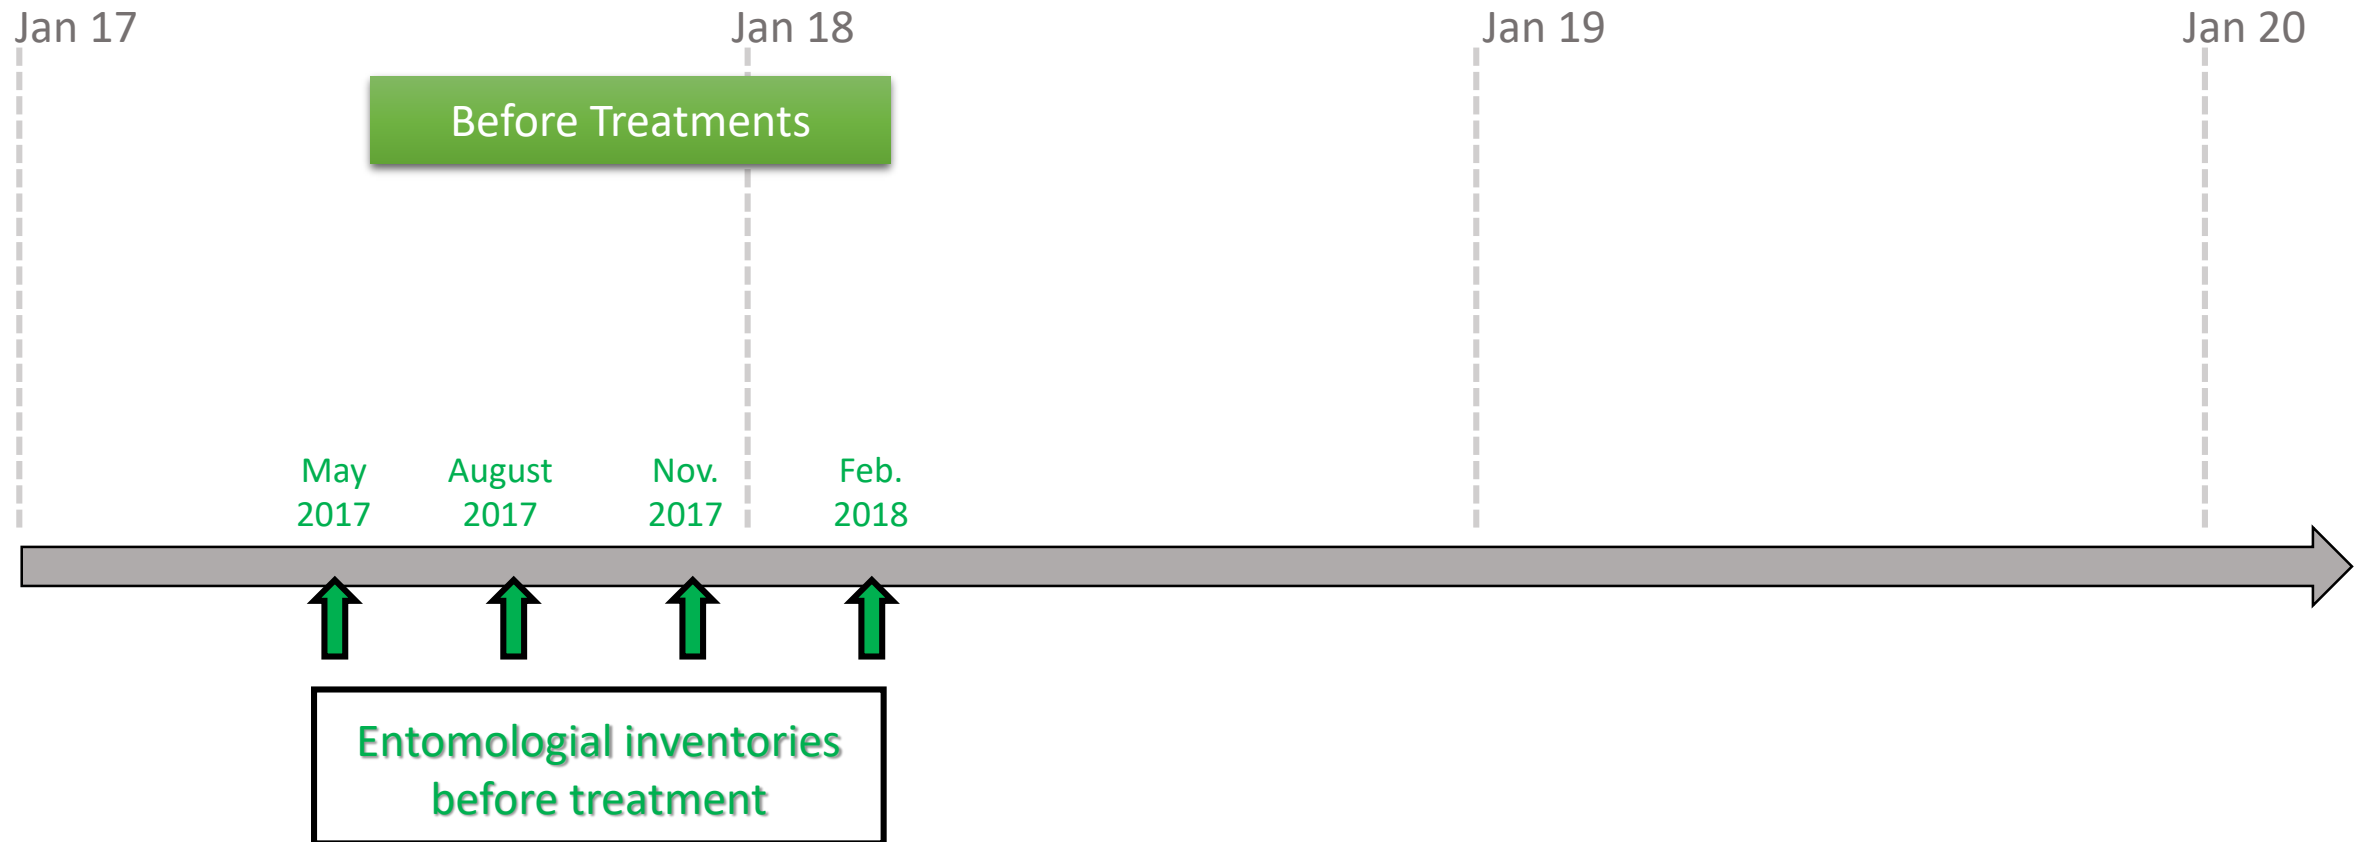 Jan 17
Jan 18
Jan 19
Jan 20
Before Treatments
May
2017
August
2017
Nov.
2017
Feb.
2018
Entomologial inventories
before treatment